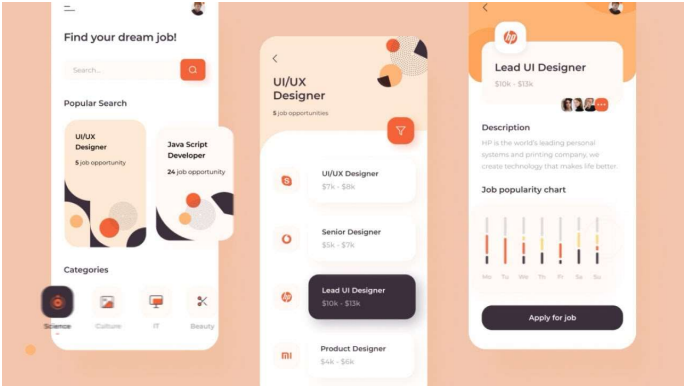 Find your dream job!
Search...
Popular Search
UI/UX
Designer
5 job opportunity
Java Script
Developer
24 job opportunity
Categories
Science
Culture
IT
Beauty
UI/UX
Designer
5 job opportunities
UI/UX Designer
$7k - $8k
Senior Designer
$5k - $7k
hp
Lead UI Designer
$10k - $13k
mi
Product Designer
$4k - $6k
hp
Lead UI Designer
$10k - $13k
Description
HP is the world's leading personal
systems and printing company, we
create technology that makes life better.
Job popularity chart
Mo Tu We Th Fr Sa Su
Apply for job